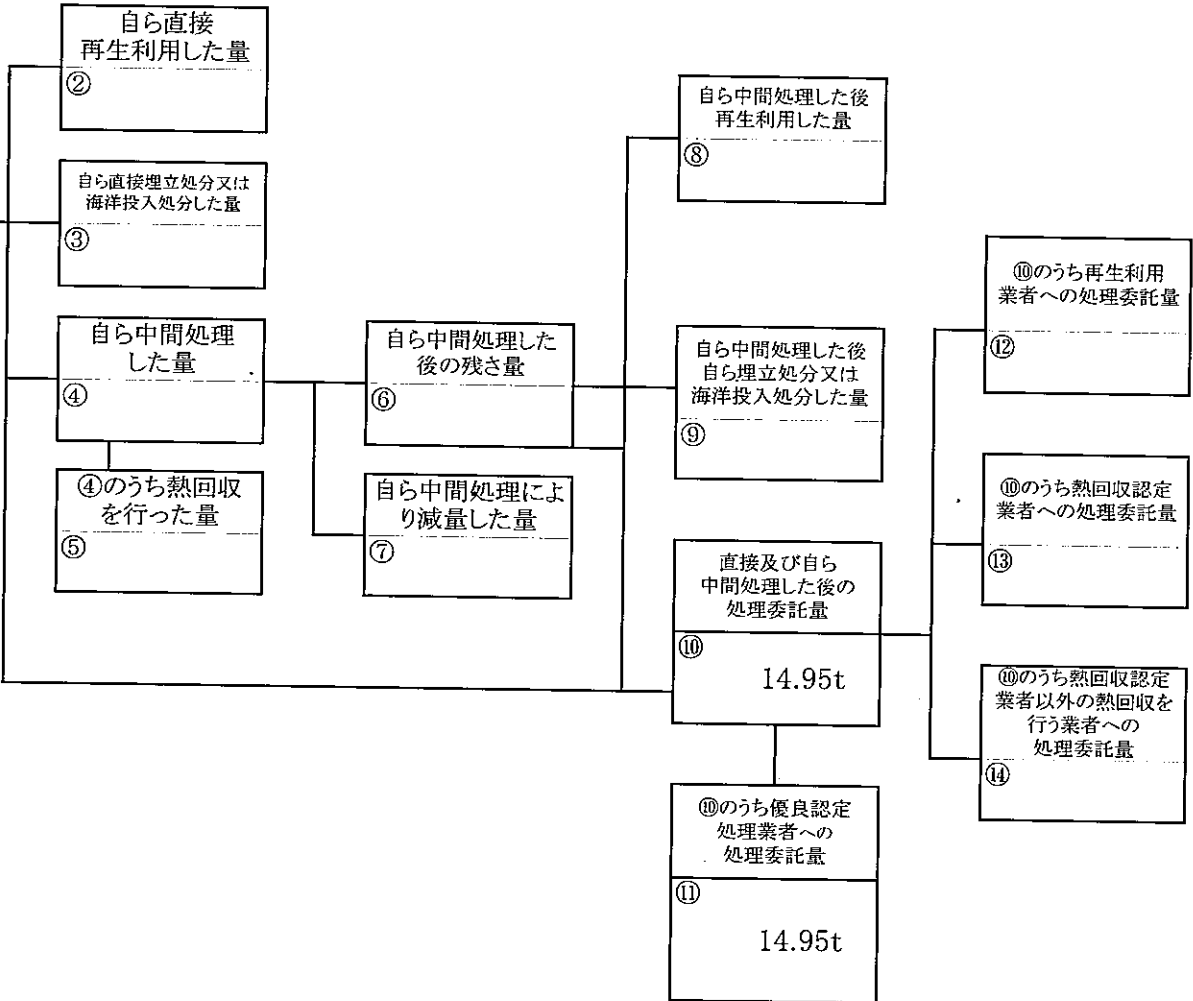 自ら直接
再生利用した量
②
自ら直接埋立処分又は
海洋投入処分した量
③
自ら中間処理
した量
④
④のうち熱回収
を行った量
⑤
自ら中間処理した
後の残さ量
⑥
自ら中間処理によ
り減量した量
⑦
自ら中間処理した後
再生利用した量
⑧
自ら中間処理した後
自ら埋立処分又は
海洋投入処分した量
⑨
直接及び自ら
中間処理した後の
処理委託量
⑩
14.95t
⑩のうち優良認定
処理業者への
処理委託量
⑪
14.95t
⑩のうち再生利用
業者への処理委託量
⑫
⑩のうち熱回収認定
業者への処理委託量
⑬
⑩のうち熱回収認定
業者以外の熱回収を
行う業者への
処理委託量
⑭